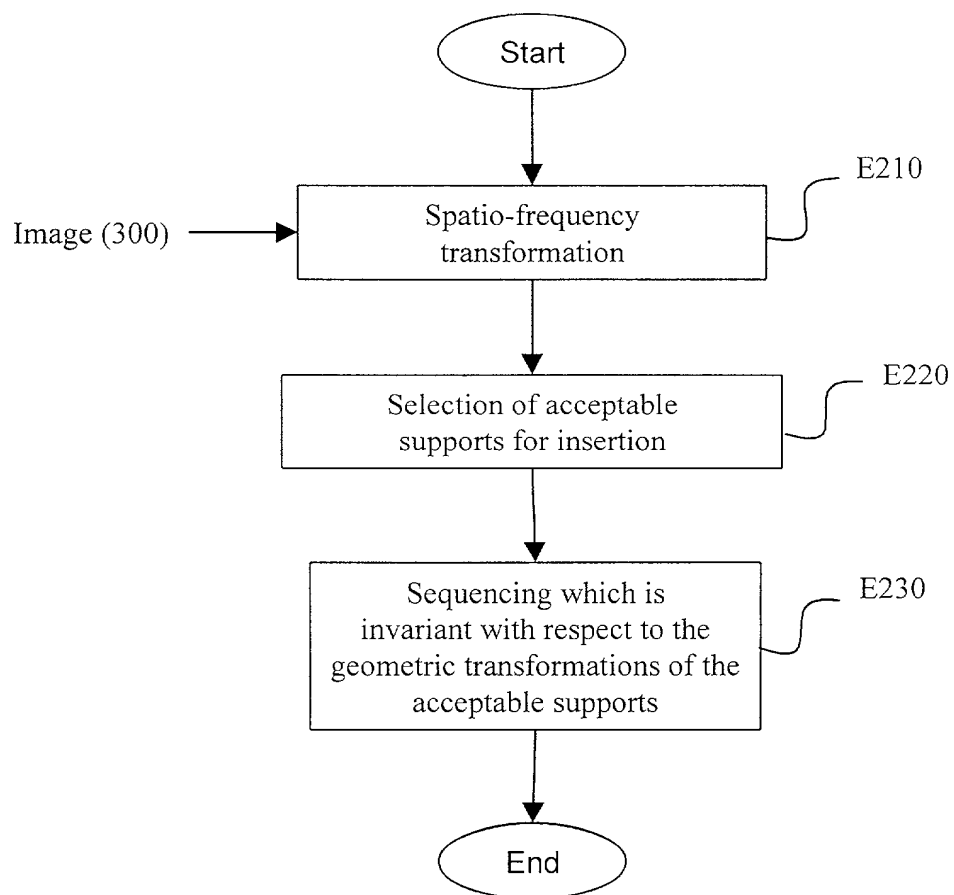 Start
E210
Spatio-frequency
transformation
Image (300)
E220
Selection of acceptable
supports for insertion
E230
Sequencing which is
invariant with respect to the
geometric transformations of the
acceptable supports
End